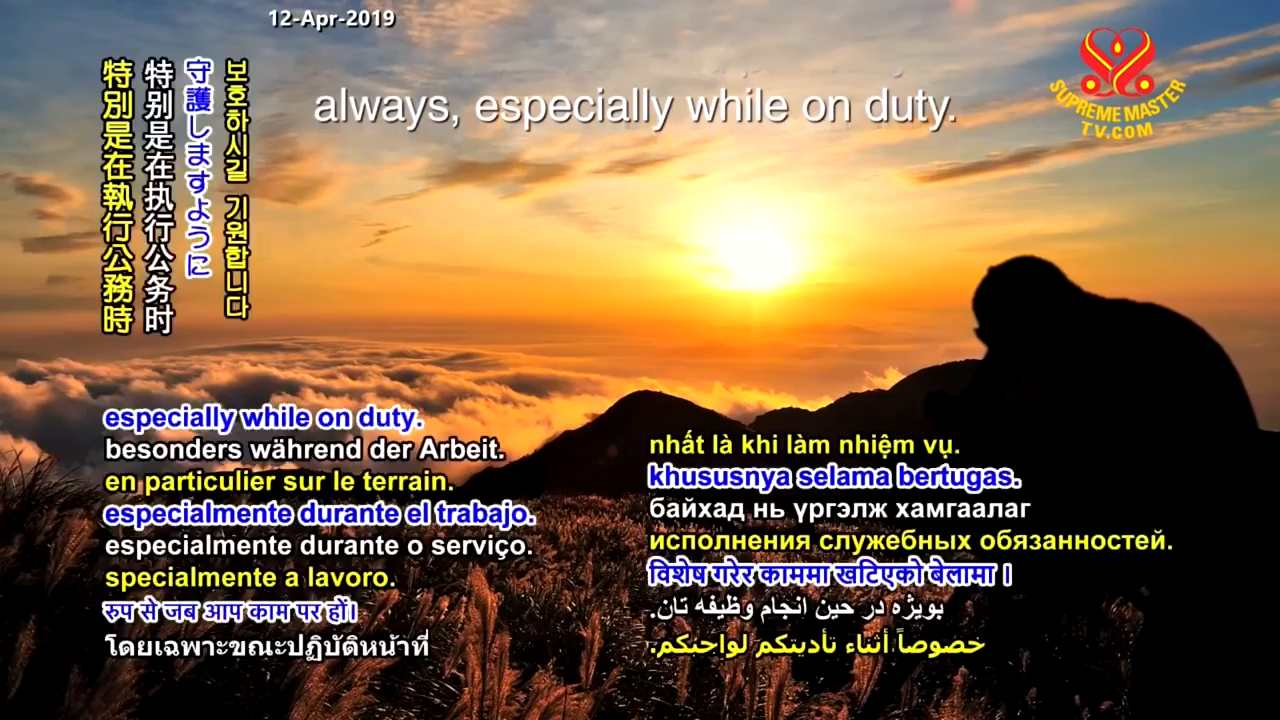 12-Apr-2019
always, especially while on duty.
SUPREME MASTER
TV.COM
特別是在執行公務時
特别是在执行公务时
守護しますように
보호하시길 기원합니다
especially while on duty.
besonders während der Arbeit.
en particulier sur le terrain.
especialmente durante el trabajo.
especialmente durante o serviço.
specialmente a lavoro.
रुप से जब आप काम पर हों।
โดยเฉพาะขณะปฏิบัติหน้าที่
nhất là khi làm nhiệm vụ.
khususnya selama bertugas.
байхад нь үргэлж хамгаалаг
исполнения служебных обязанностей.
विशेष गरेर काममा खटिएको बेलामा ।
بویژه در حین انجام وظیفه تان.
خصوصاً أثناء تأديتكم لواجبكم.